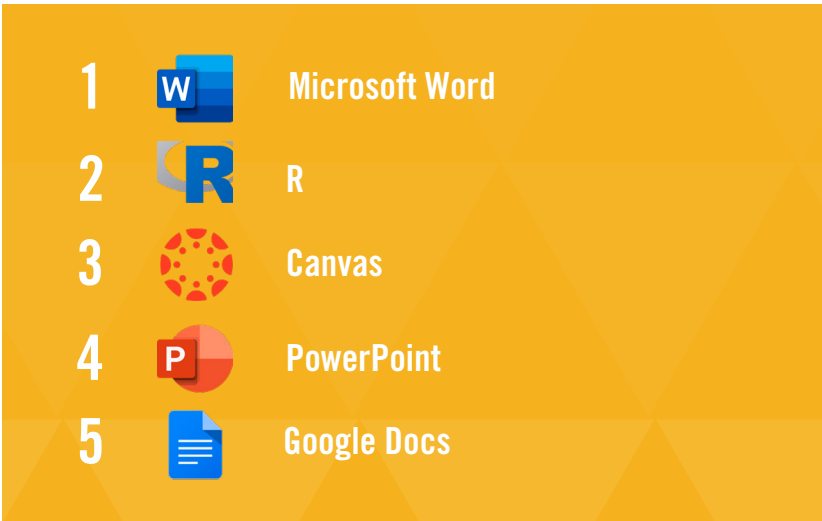 1 W Microsoft Word
2 R R
3 Canvas
4 P PowerPoint
5 Google Docs